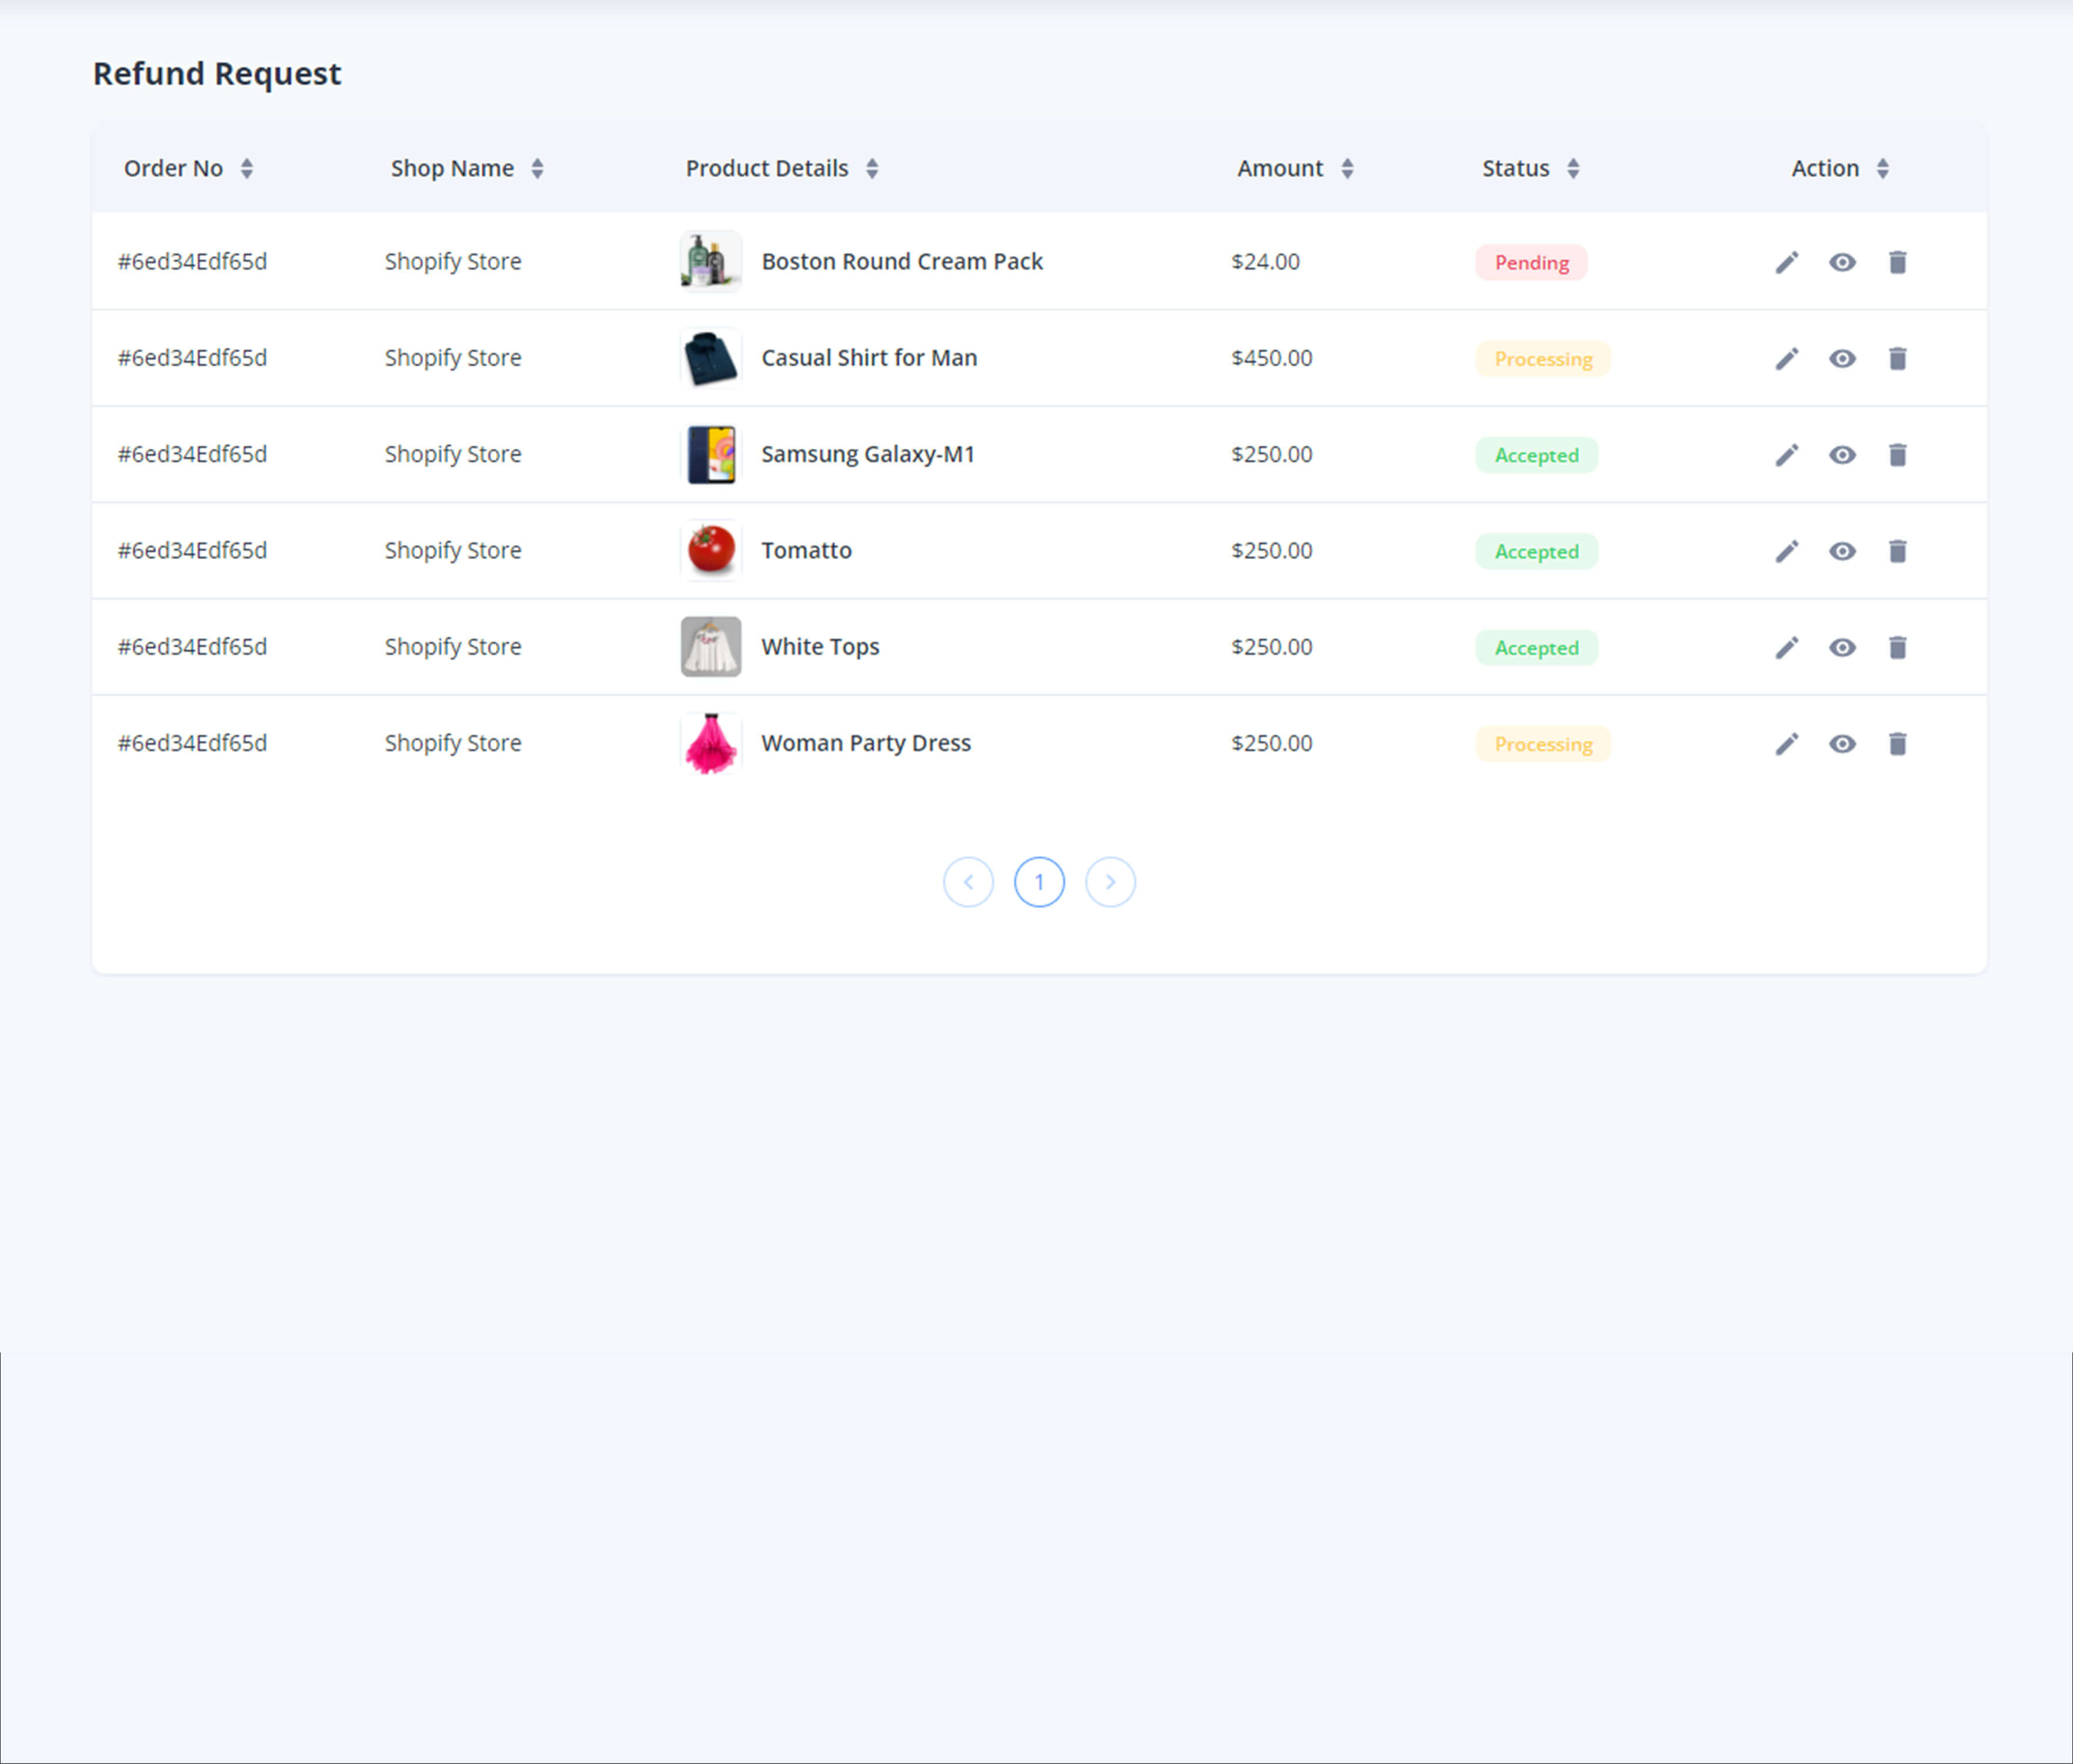 Refund Request
Order No Shop Name Product Details Amount Status Action
#6ed34Edf65d Shopify Store Boston Round Cream Pack $24.00 Pending
#6ed34Edf65d Shopify Store Casual Shirt for Man $450.00 Processing
#6ed34Edf65d Shopify Store Samsung Galaxy-M1 $250.00 Accepted
#6ed34Edf65d Shopify Store Tomatto $250.00 Accepted
#6ed34Edf65d Shopify Store White Tops $250.00 Accepted
#6ed34Edf65d Shopify Store Woman Party Dress $250.00 Processing
1